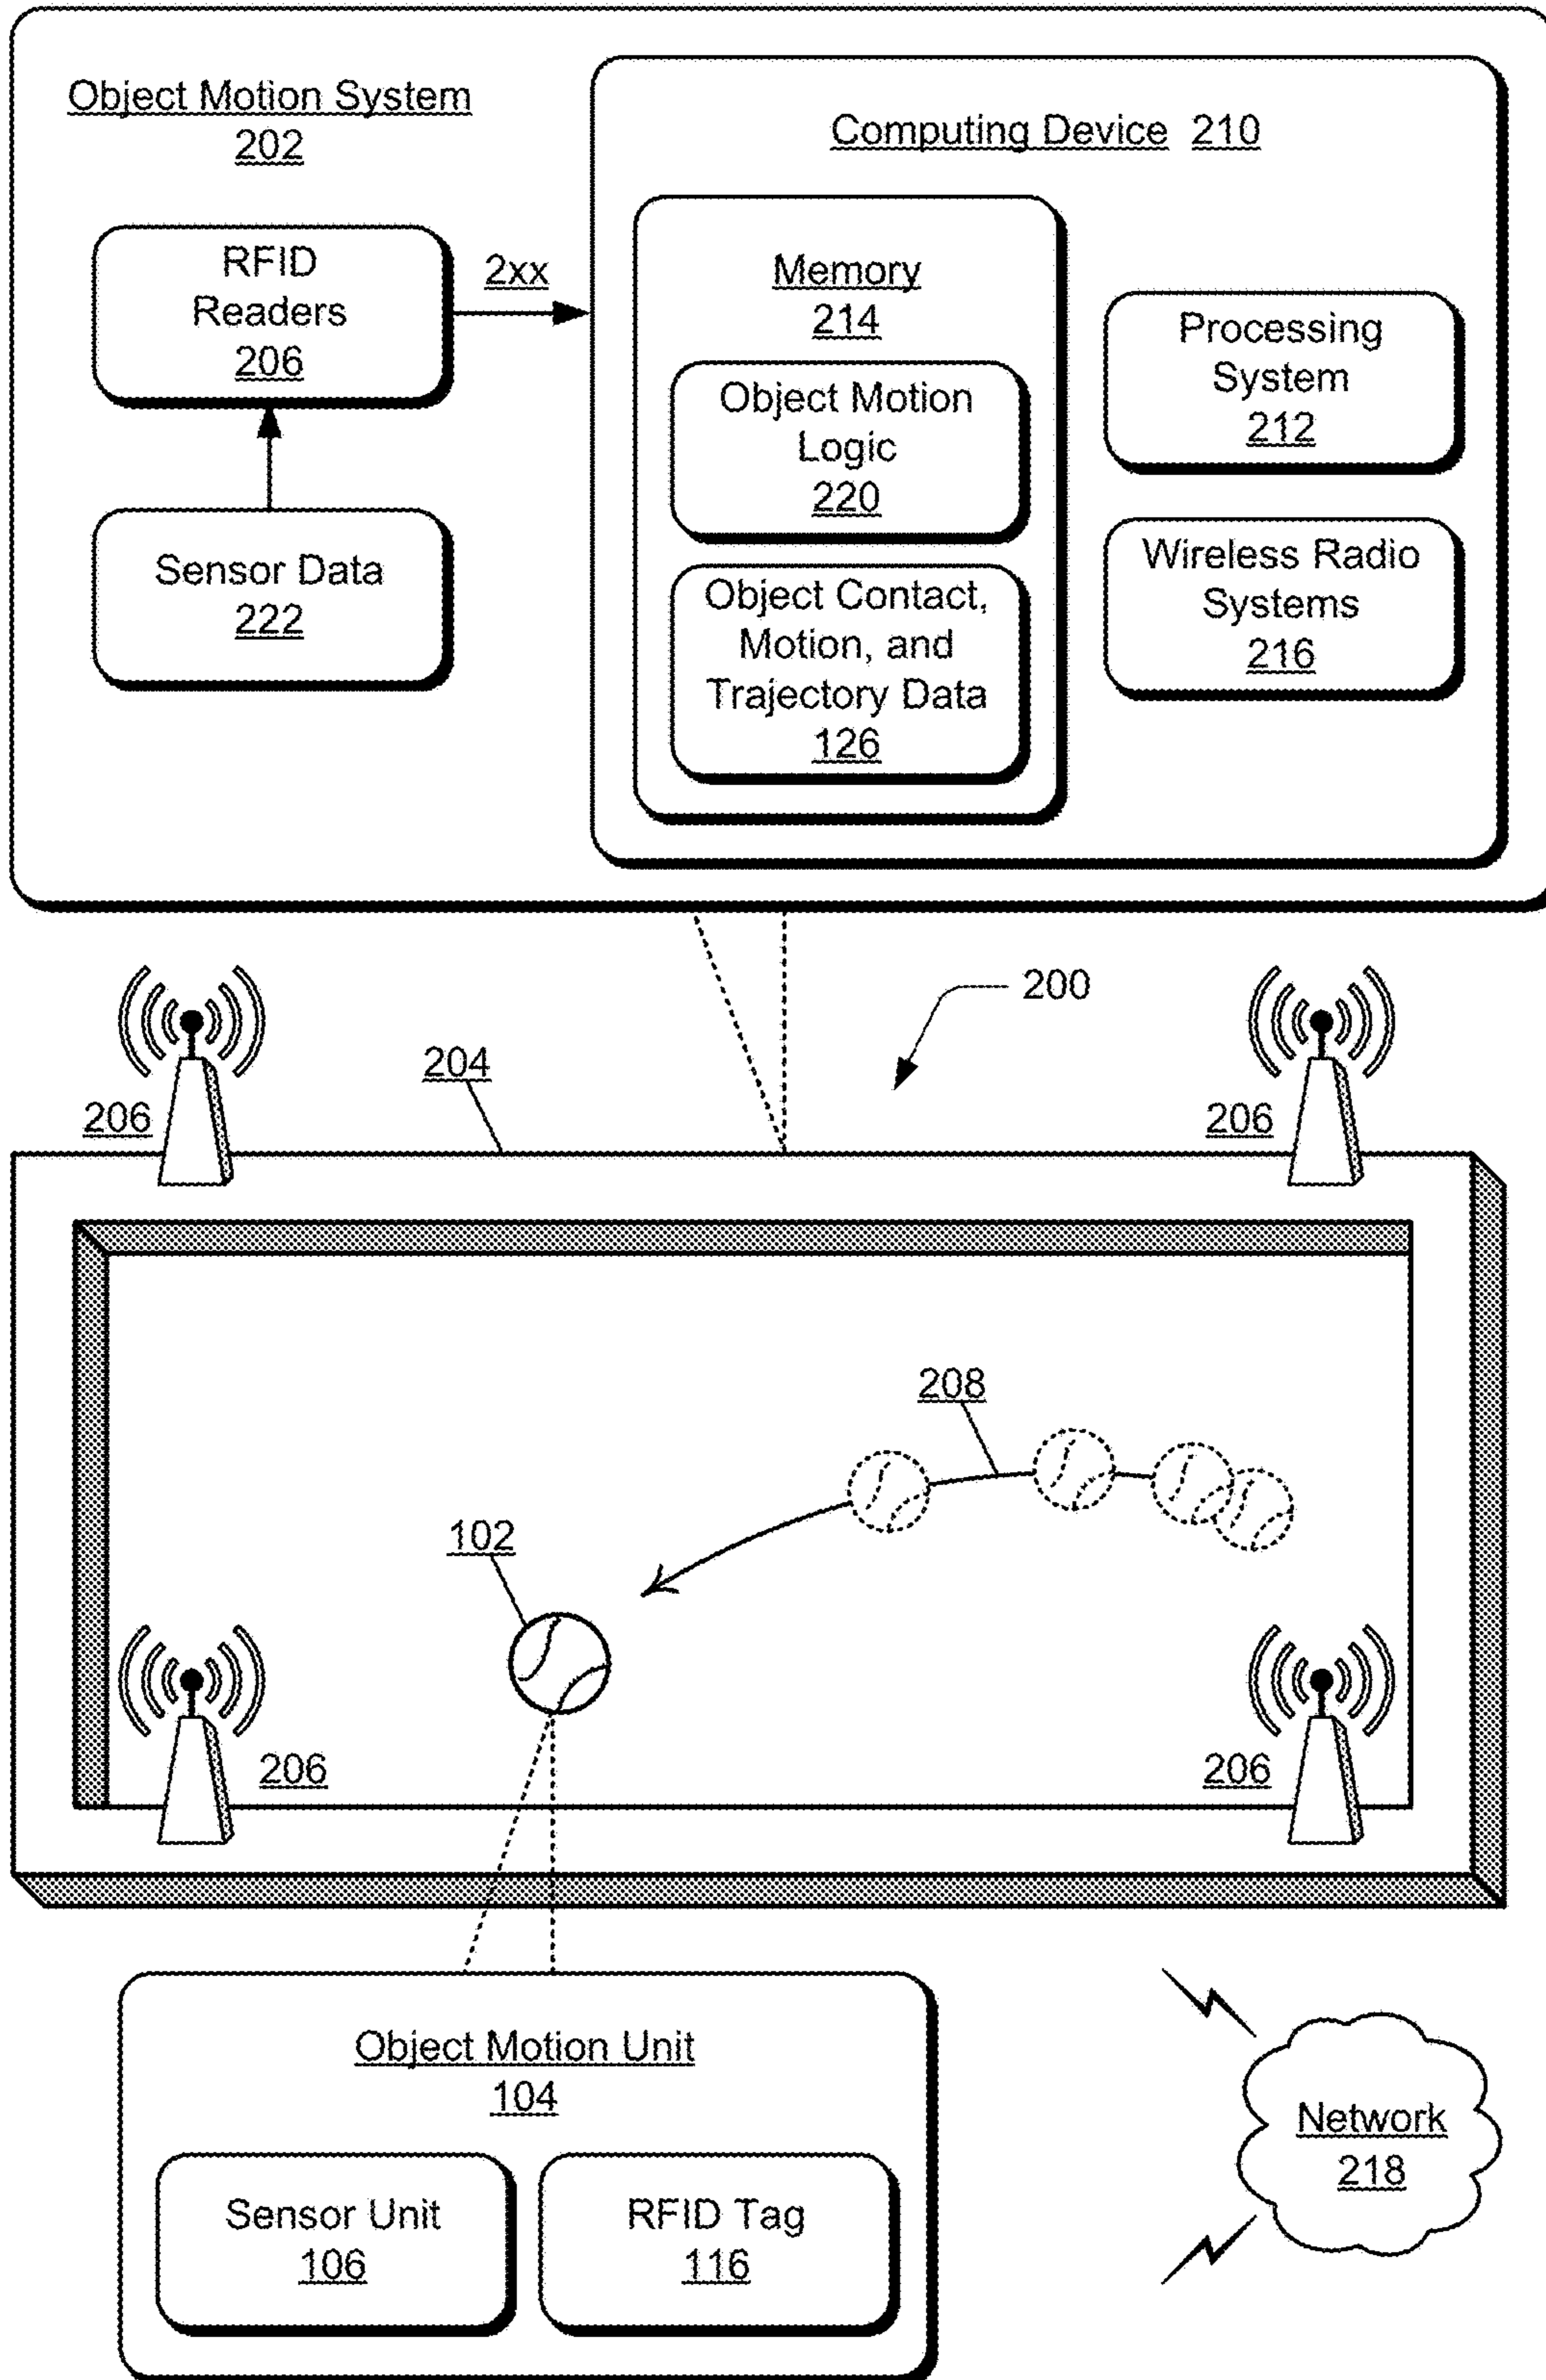 Object Motion System
202
Computing Device 210
RFID
Readers
206
2xx
Sensor Data
222
Memory
214
Object Motion
Logic
220
Object Contact,
Motion, and
Trajectory Data
126
Processing
System
212
Wireless Radio
Systems
216
200
204
206
206
208
102
206
206
Object Motion Unit
104
Sensor Unit
106
RFID Tag
116
Network
218